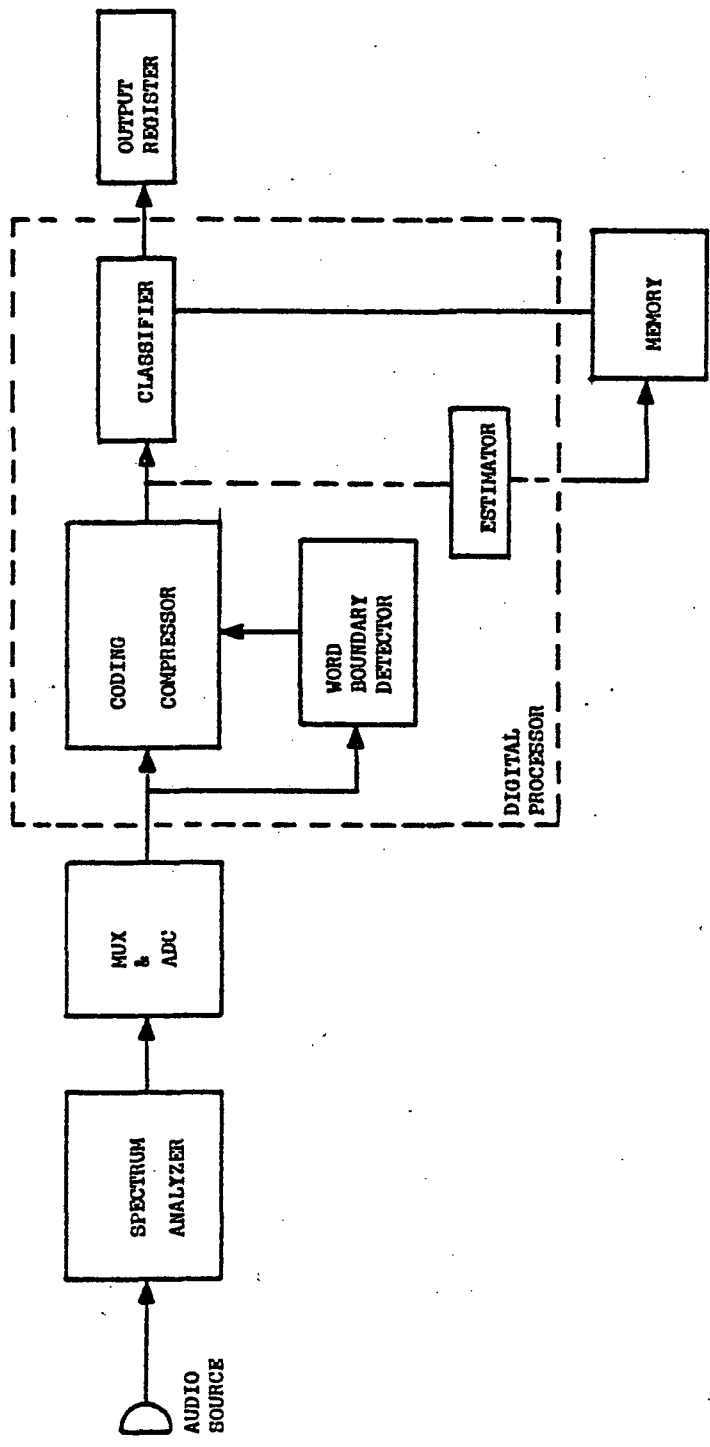 AUDIO
SOURCE
SPECTRUM
ANALYZER
MUX
&
ADC
CODING
COMPRESSOR
WORD
BOUNDARY
DETECTOR
DIGITAL
PROCESSOR
ESTIMATOR
CLASSIFIER
MEMORY
OUTPUT
REGISTER